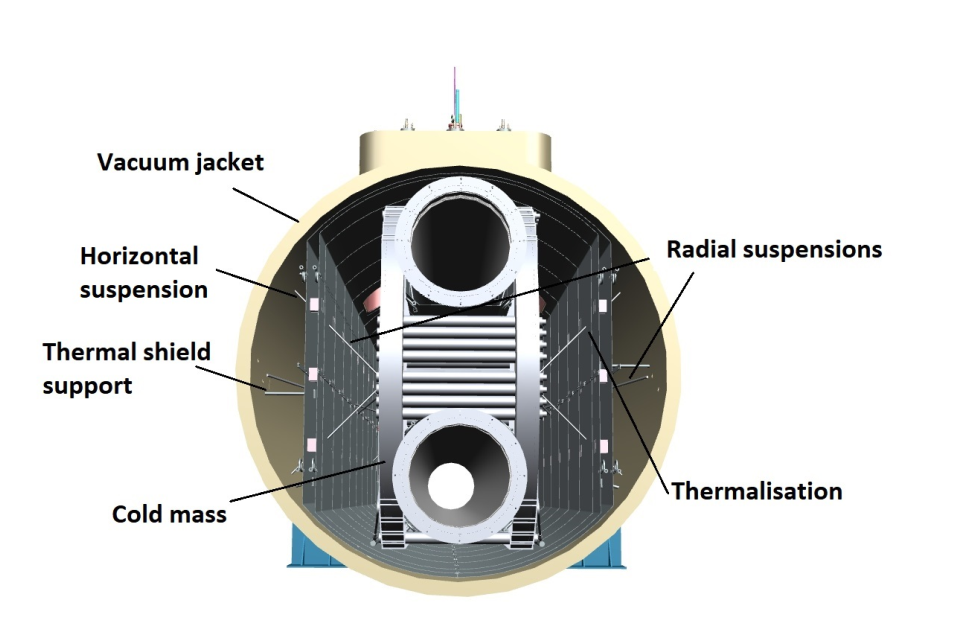 Vacuum jacket
Horizontal
suspension
Radial suspensions
Thermal shield
support
Thermalisation
Cold mass